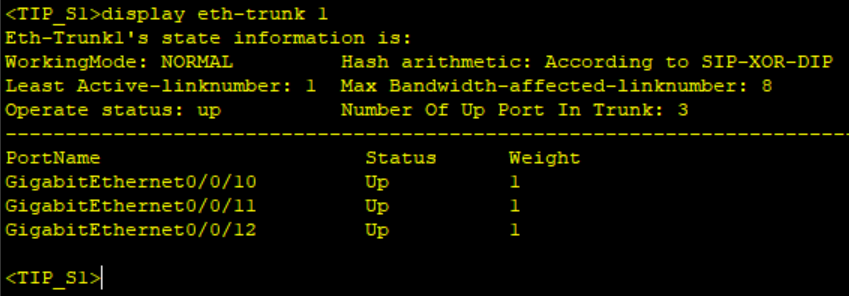 <TIP_S1>display eth-trunk 1
Eth-Trunk1's state information is:
WorkingMode: NORMAL         Hash arithmetic: According to SIP-XOR-DIP
Least Active-linknumber: 1  Max Bandwidth-affected-linknumber: 8
Operate status: up          Number Of Up Port In Trunk: 3
--------------------------------------------------------------------------------
PortName                      Status      Weight
GigabitEthernet0/0/10         Up          1
GigabitEthernet0/0/11         Up          1
GigabitEthernet0/0/12         Up          1
<TIP_S1>